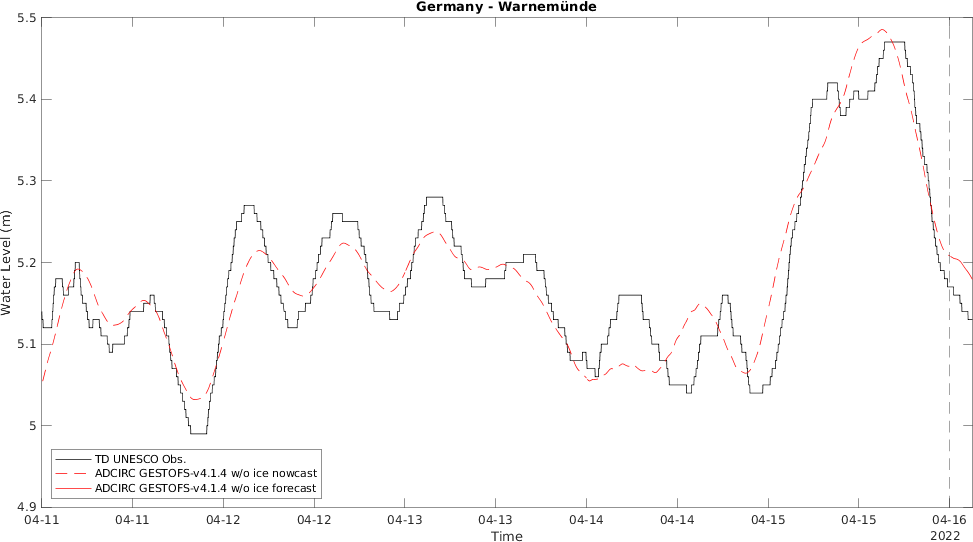 Germany - Warnemünde
5.5
5.4
5.3
5.2
5.1
5
4.9
Water Level (m)
TD UNESCO Obs.
ADCIRC GESTOFS-v4.1.4 w/o ice nowcast
ADCIRC GESTOFS-v4.1.4 w/o ice forecast
04-11 04-11 04-12 04-12 04-13 04-13 04-14 04-14 04-15 04-15 04-16
Time
2022